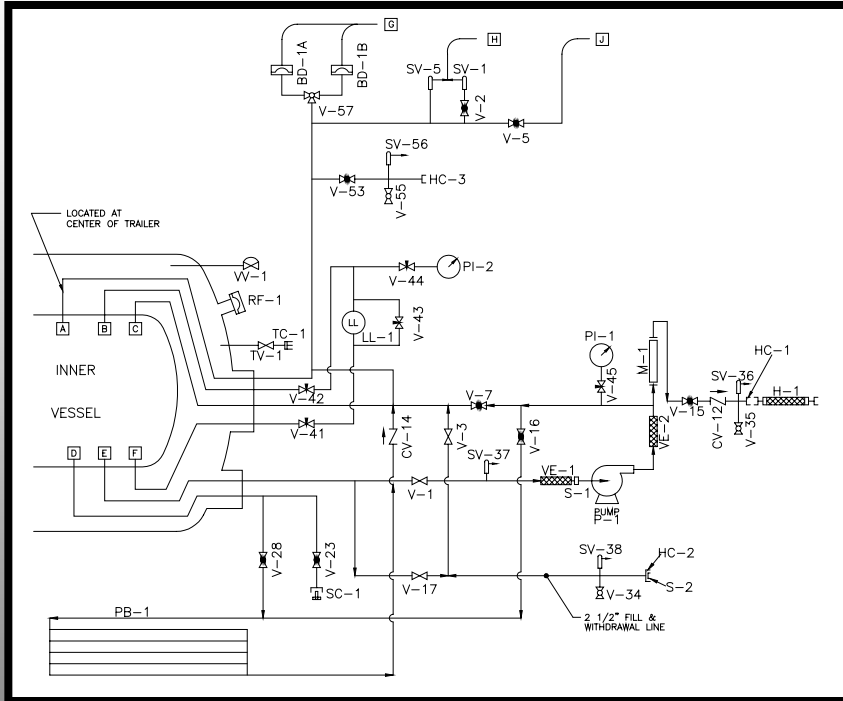 G
H
J
BD-1A
BD-1B
V-57
SV-5
SV-1
V-2
V-5
SV-56
V-53
V-55
HC-3
LOCATED AT
CENTER OF TRAILER
VV-1
RF-1
V-44
PI-2
A
B
C
LL
LL-1
V-43
TC-1
TV-1
INNER
VESSEL
V-42
V-41
PI-1
V-45
M-1
HC-1
SV-36
H-1
V-7
V-15
CV-12
V-35
D
E
F
CV-14
V-3
V-16
VE-2
SV-37
VE-1
S-1
V-1
PUMP
P-1
V-28
V-23
SC-1
V-17
SV-38
V-34
HC-2
S-2
PB-1
2 1/2" FILL &
WITHDRAWAL LINE